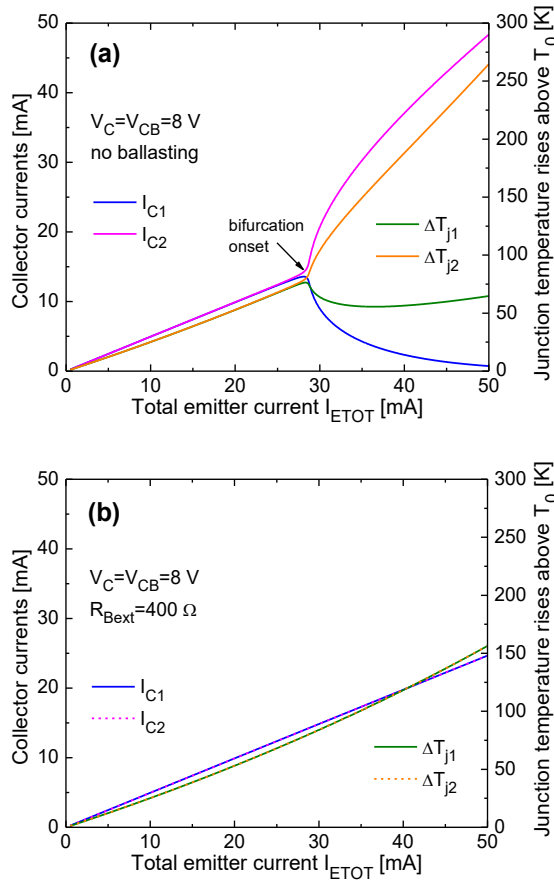 (a)
V_C=V_CB=8 V
no ballasting
I_C1
I_C2
bifurcation
onset
ΔT_j1
ΔT_j2
50
40
30
20
10
0
Collector currents [mA]
300
250
200
150
100
50
0
Junction temperature rises above T_0 [K]
0 10 20 30 40 50
Total emitter current I_ETOT [mA]
(b)
V_C=V_CB=8 V
R_Bext=400 Ω
I_C1
I_C2
ΔT_j1
ΔT_j2
50
40
30
20
10
0
Collector currents [mA]
300
250
200
150
100
50
0
Junction temperature rises above T_0 [K]
0 10 20 30 40 50
Total emitter current I_ETOT [mA]